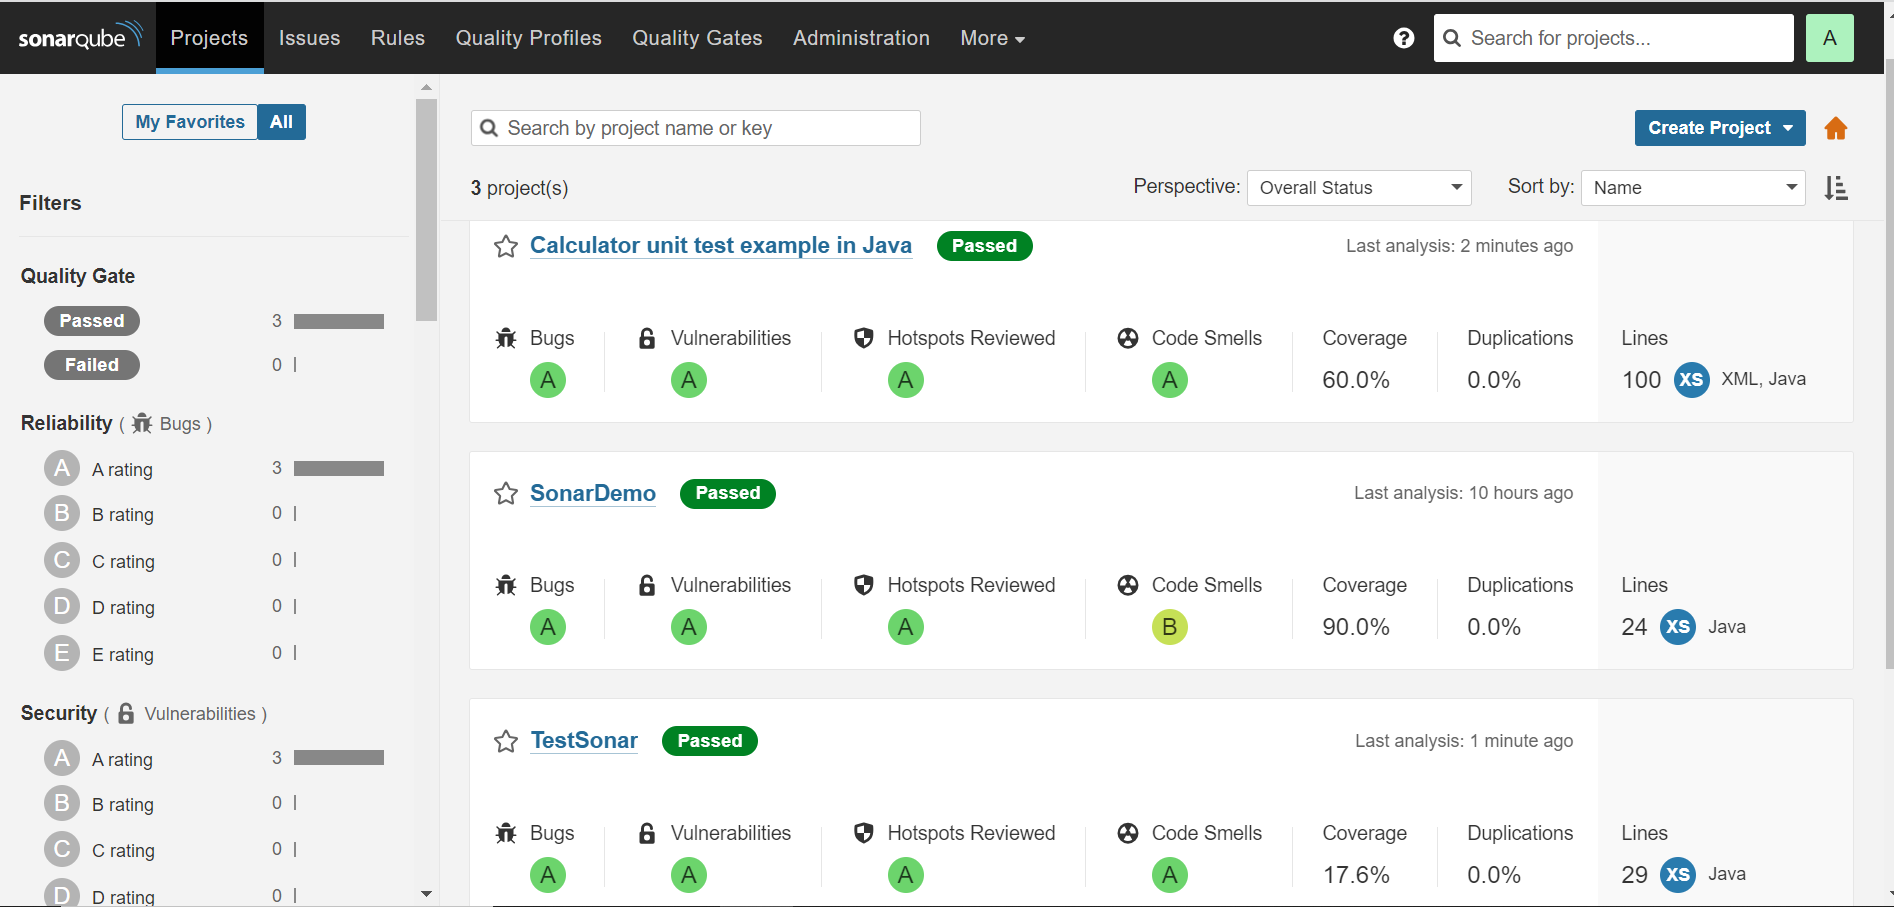 sonarqube Projects Issues Rules Quality Profiles Quality Gates Administration More ? Search for projects... A
My Favorites All
Filters
Quality Gate
Passed 3
Failed 0
Reliability ( Bugs )
A A rating 3
B B rating 0
C C rating 0
D D rating 0
E E rating 0
Security ( Vulnerabilities )
A A rating 3
B B rating 0
C C rating 0
D D rating 0
Search by project name or key Create Project
3 project(s) Perspective: Overall Status Sort by: Name
Calculator unit test example in Java Passed Last analysis: 2 minutes ago
Bugs Vulnerabilities Hotspots Reviewed Code Smells Coverage Duplications Lines
A A A A 60.0% 0.0% 100 XS XML, Java
SonarDemo Passed Last analysis: 10 hours ago
Bugs Vulnerabilities Hotspots Reviewed Code Smells Coverage Duplications Lines
A A A B 90.0% 0.0% 24 XS Java
TestSonar Passed Last analysis: 1 minute ago
Bugs Vulnerabilities Hotspots Reviewed Code Smells Coverage Duplications Lines
A A A A 17.6% 0.0% 29 XS Java